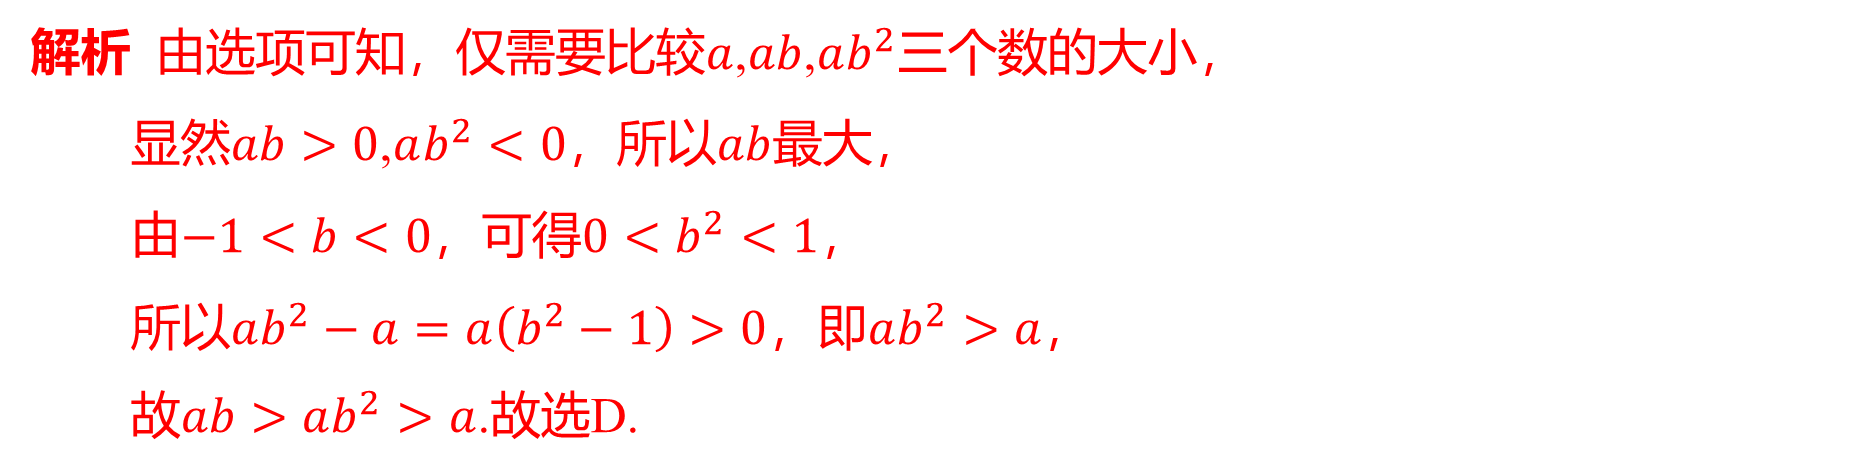 解析 由选项可知，仅需要比较a,ab,ab²三个数的大小，
显然ab > 0,ab² < 0，所以ab最大，
由−1 < b < 0，可得0 < b² < 1，
所以ab² − a = a(b² − 1) > 0，即ab² > a，
故ab > ab² > a.故选D.